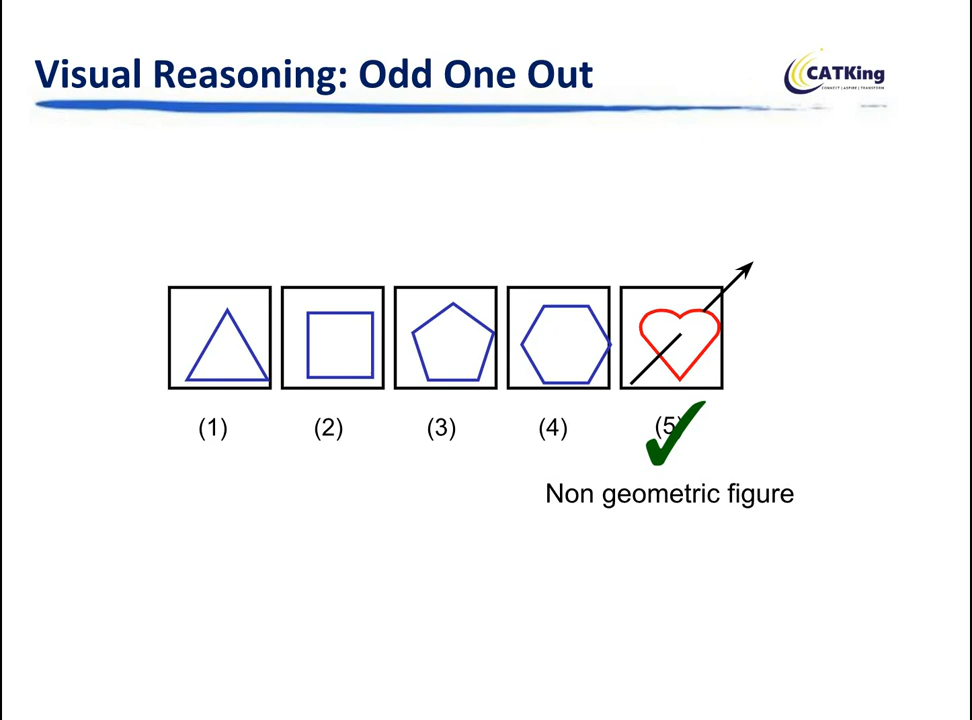 Visual Reasoning: Odd One Out
CATKing
CONNECT | ASPIRE | TRANSFORM
(1) (2) (3) (4) (5)
Non geometric figure